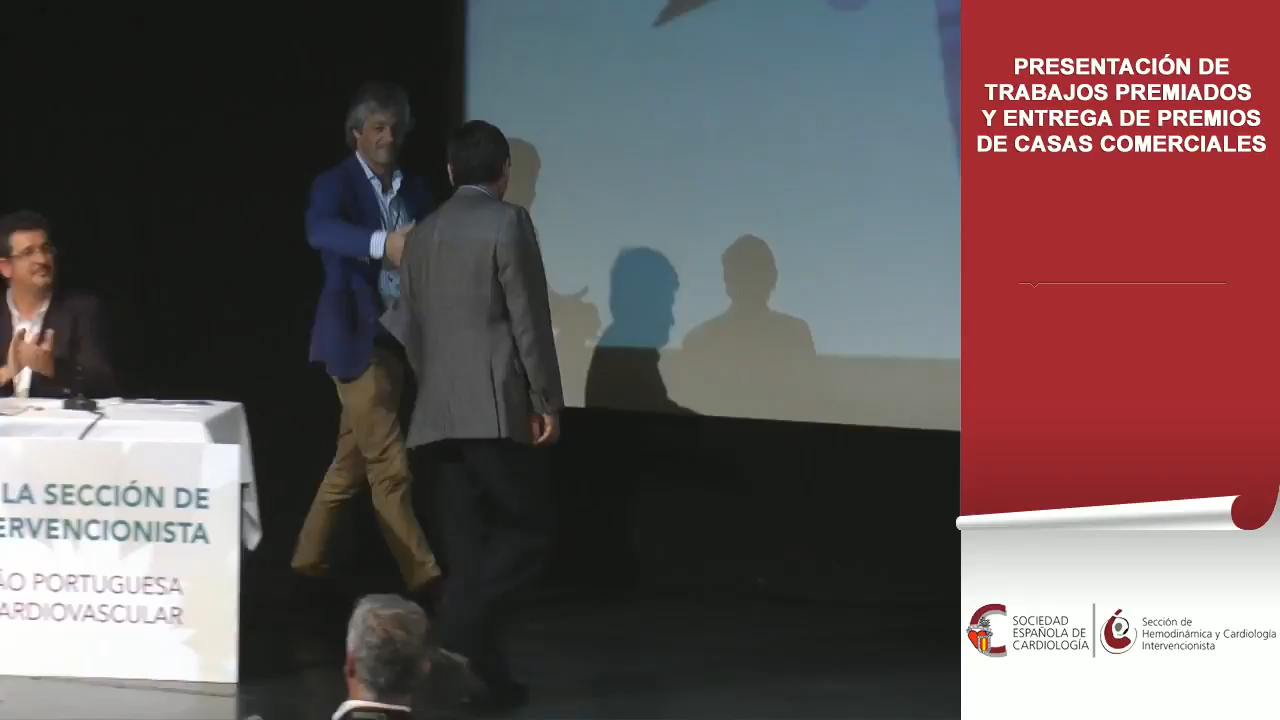 PRESENTACIÓN DE
TRABAJOS PREMIADOS
Y ENTREGA DE PREMIOS
DE CASAS COMERCIALES
LA SECCIÓN DE
ERVENCIONISTA
ÃO PORTUGUESA
ARDIOVASCULAR
SOCIEDAD
ESPAÑOLA DE
CARDIOLOGÍA
Sección de
Hemodinámica y Cardiología
Intervencionista